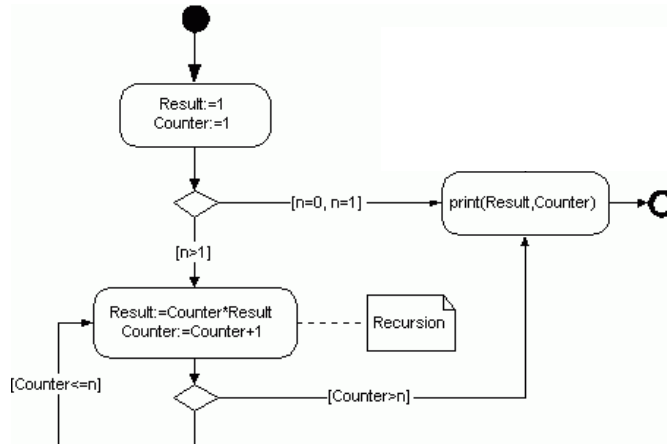 Result:=1
Counter:=1
[n=0, n=1]
print(Result,Counter)
[n>1]
Result:=Counter*Result
Counter:=Counter+1
Recursion
[Counter<=n]
[Counter>n]